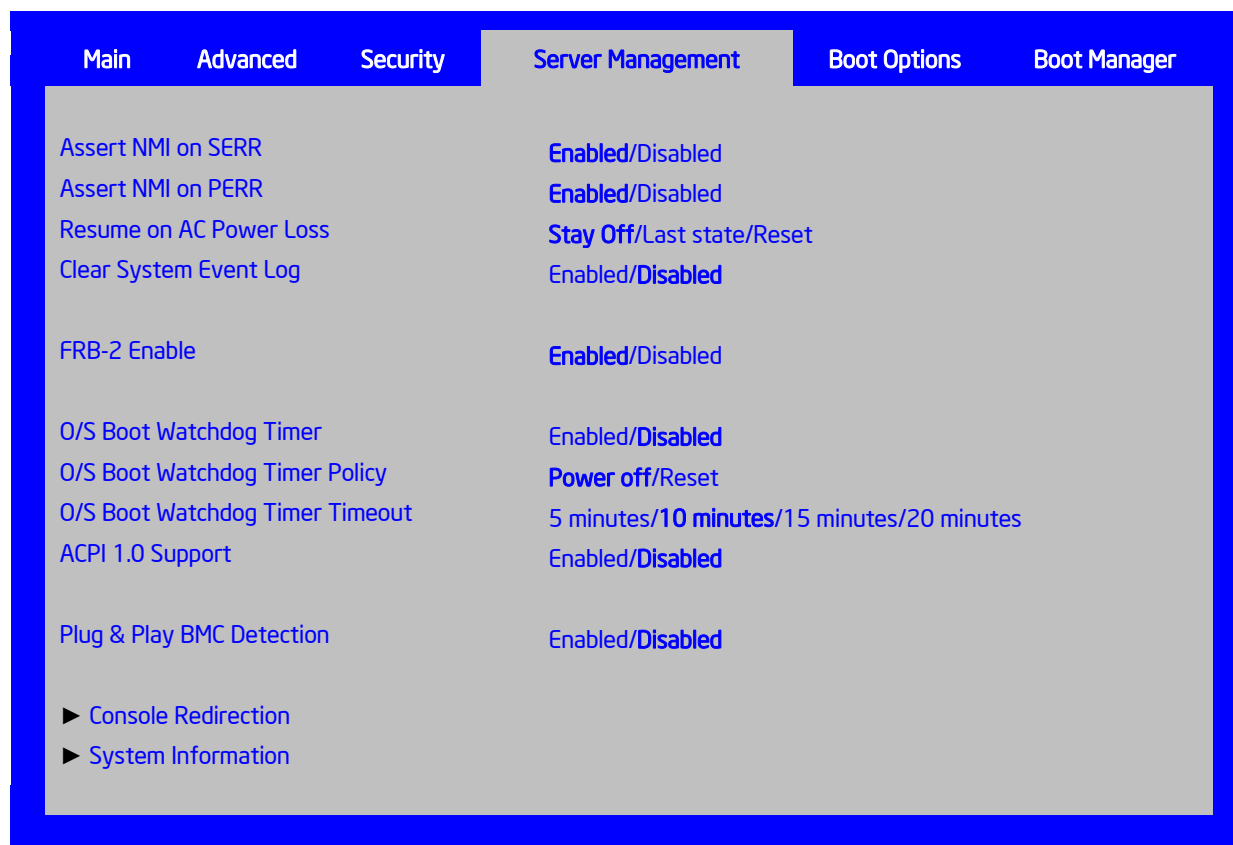 Main Advanced Security Server Management Boot Options Boot Manager
Assert NMI on SERR Enabled/Disabled
Assert NMI on PERR Enabled/Disabled
Resume on AC Power Loss Stay Off/Last state/Reset
Clear System Event Log Enabled/Disabled
FRB-2 Enable Enabled/Disabled
O/S Boot Watchdog Timer Enabled/Disabled
O/S Boot Watchdog Timer Policy Power off/Reset
O/S Boot Watchdog Timer Timeout 5 minutes/10 minutes/15 minutes/20 minutes
ACPI 1.0 Support Enabled/Disabled
Plug & Play BMC Detection Enabled/Disabled
► Console Redirection
► System Information